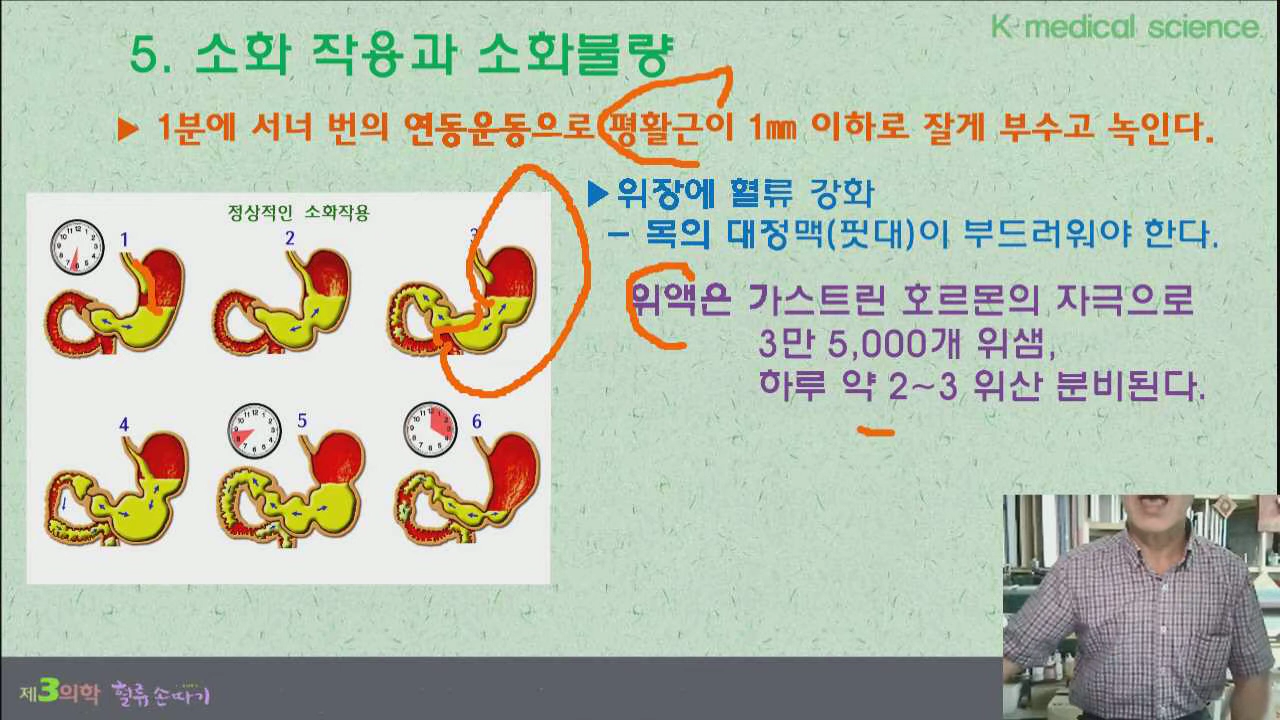 K medical science
5. 소화 작용과 소화불량
▶ 1분에 서너 번의 연동운동으로 평활근이 1㎜ 이하로 잘게 부수고 녹인다.
▶위장에 혈류 강화
- 목의 대정맥(핏대)이 부드러워야 한다.
위액은 가스트린 호르몬의 자극으로
3만 5,000개 위샘,
하루 약 2~3 위산 분비된다.
정상적인 소화작용
1
2
3
4
5
6
제3의학 혈류 손따기